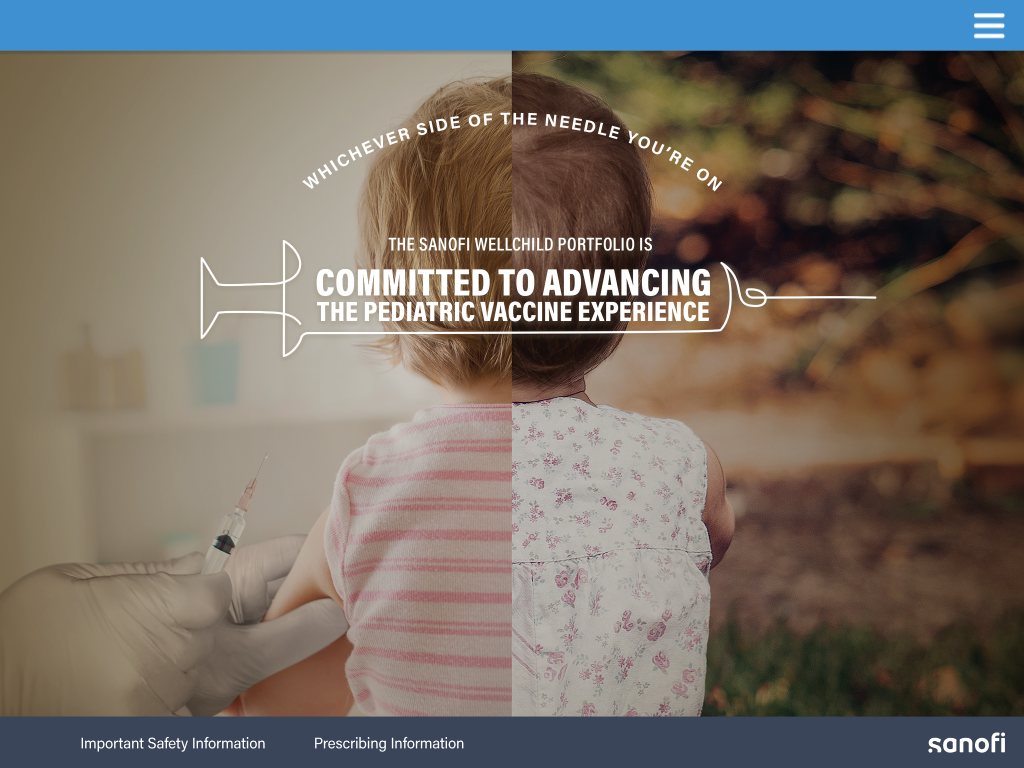 WHICHEVER SIDE OF THE NEEDLE YOU'RE ON
THE SANOFI WELLCHILD PORTFOLIO IS
COMMITTED TO ADVANCING
THE PEDIATRIC VACCINE EXPERIENCE
Important Safety Information
Prescribing Information
sanofi